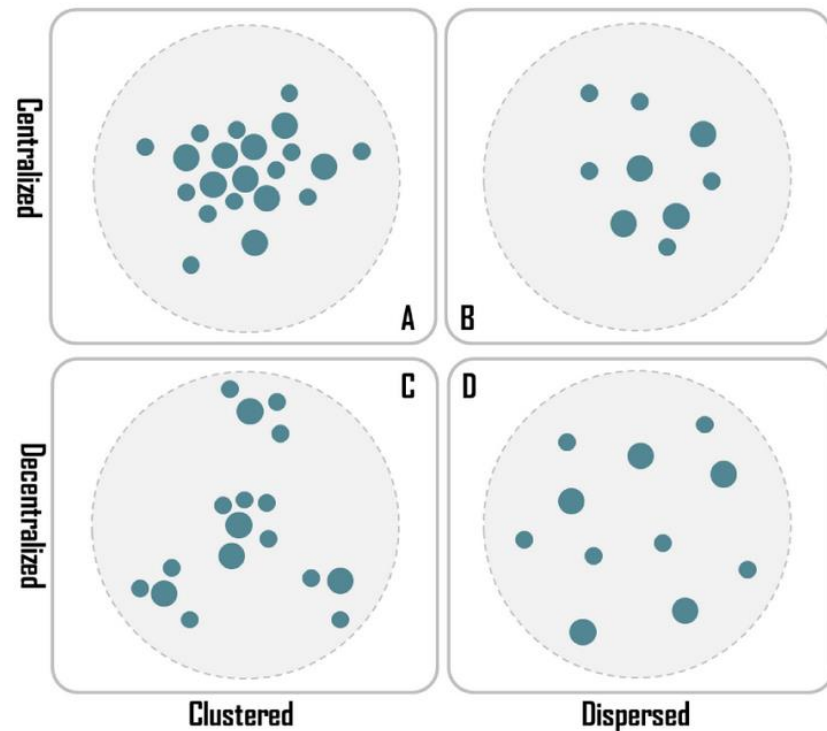 Centralized
A
B
Decentralized
C
D
Clustered
Dispersed